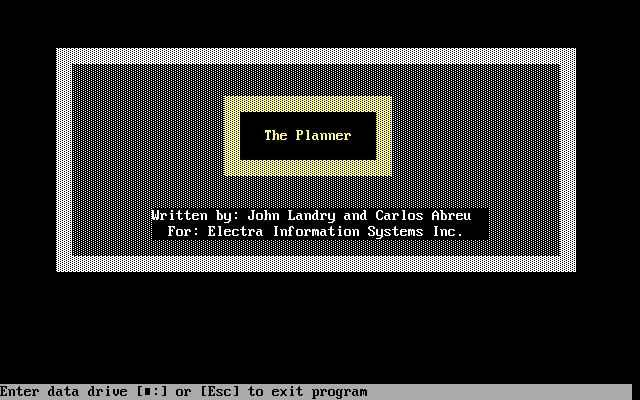 The Planner
Written by: John Landry and Carlos Abreu
For: Electra Information Systems Inc.
Enter data drive [■:] or [Esc] to exit program